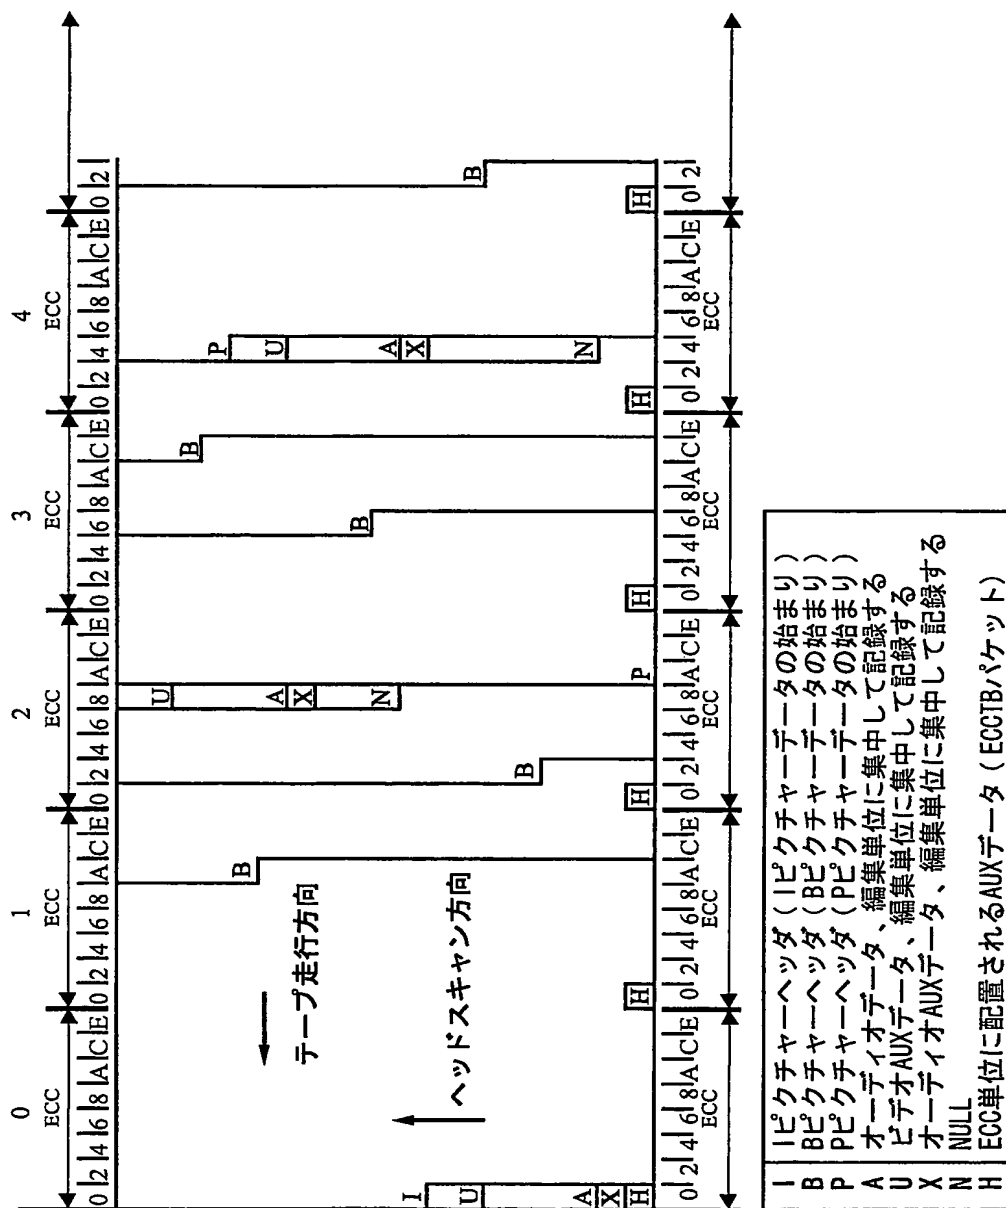 0 1 2 3 4
ECC ECC ECC ECC ECC
0 2 4 6 8 A C E 0 2 4 6 8 A C E 0 2 4 6 8 A C E 0 2 4 6 8 A C E 0 2 4 6 8 A C E 0 2
I
U
A
X
H
テープ走行方向
ヘッドスキャン方向
B
H
B
H
U
A
X
N
P
B
B
H
P
U
A
X
N
H
B
H
0 2 4 6 8 A C E 0 2 4 6 8 A C E 0 2 4 6 8 A C E 0 2 4 6 8 A C E 0 2 4 6 8 A C E 0 2
ECC ECC ECC ECC ECC
I Iピクチャーヘッダ(Iピクチャーデータの始まり)
B Bピクチャーヘッダ(Bピクチャーデータの始まり)
P Pピクチャーヘッダ(Pピクチャーデータの始まり)
A オーディオデータ、編集単位に集中して記録する
U ビデオAUXデータ、編集単位に集中して記録する
X オーディオAUXデータ、編集単位に集中して記録する
N NULL
H ECC単位に配置されるAUXデータ(ECCTBパケット)